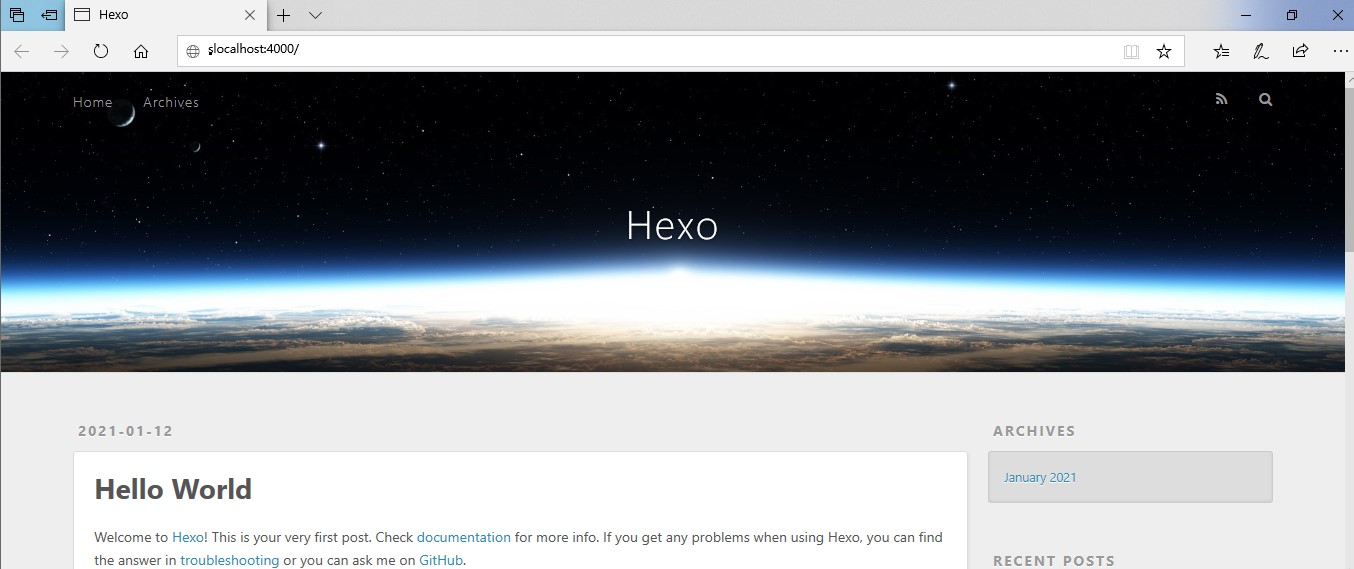 Hexo
localhost:4000/
Home Archives
Hexo
2021-01-12
ARCHIVES
Hello World
January 2021
Welcome to Hexo! This is your very first post. Check documentation for more info. If you get any problems when using Hexo, you can find
the answer in troubleshooting or you can ask me on GitHub.
RECENT POSTS